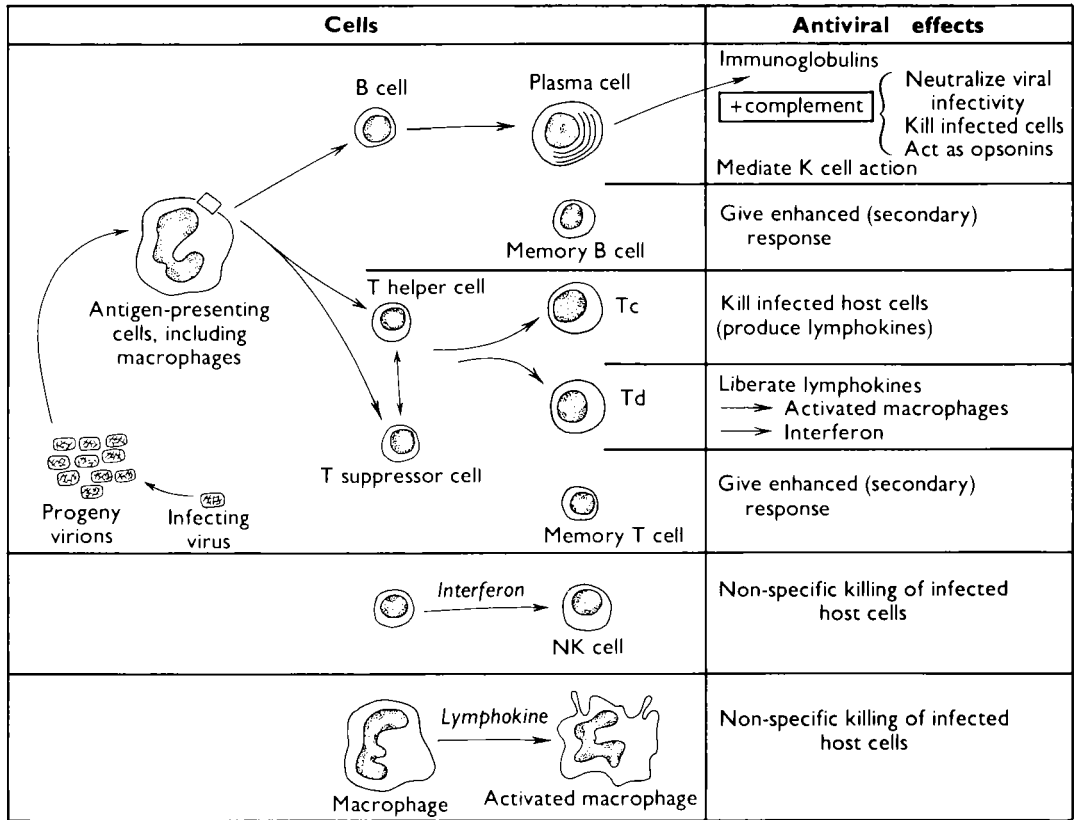 Cells
Antiviral effects
B cell
Plasma cell
Immunoglobulins
+complement
Neutralize viral
infectivity
Kill infected cells
Act as opsonins
Mediate K cell action
Memory B cell
Give enhanced (secondary)
response
Antigen-presenting
cells, including
macrophages
T helper cell
Tc
Kill infected host cells
(produce lymphokines)
Td
Liberate lymphokines
Activated macrophages
Interferon
T suppressor cell
Progeny
virions
Infecting
virus
Memory T cell
Give enhanced (secondary)
response
Interferon
NK cell
Non-specific killing of infected
host cells
Lymphokine
Macrophage
Activated macrophage
Non-specific killing of infected
host cells